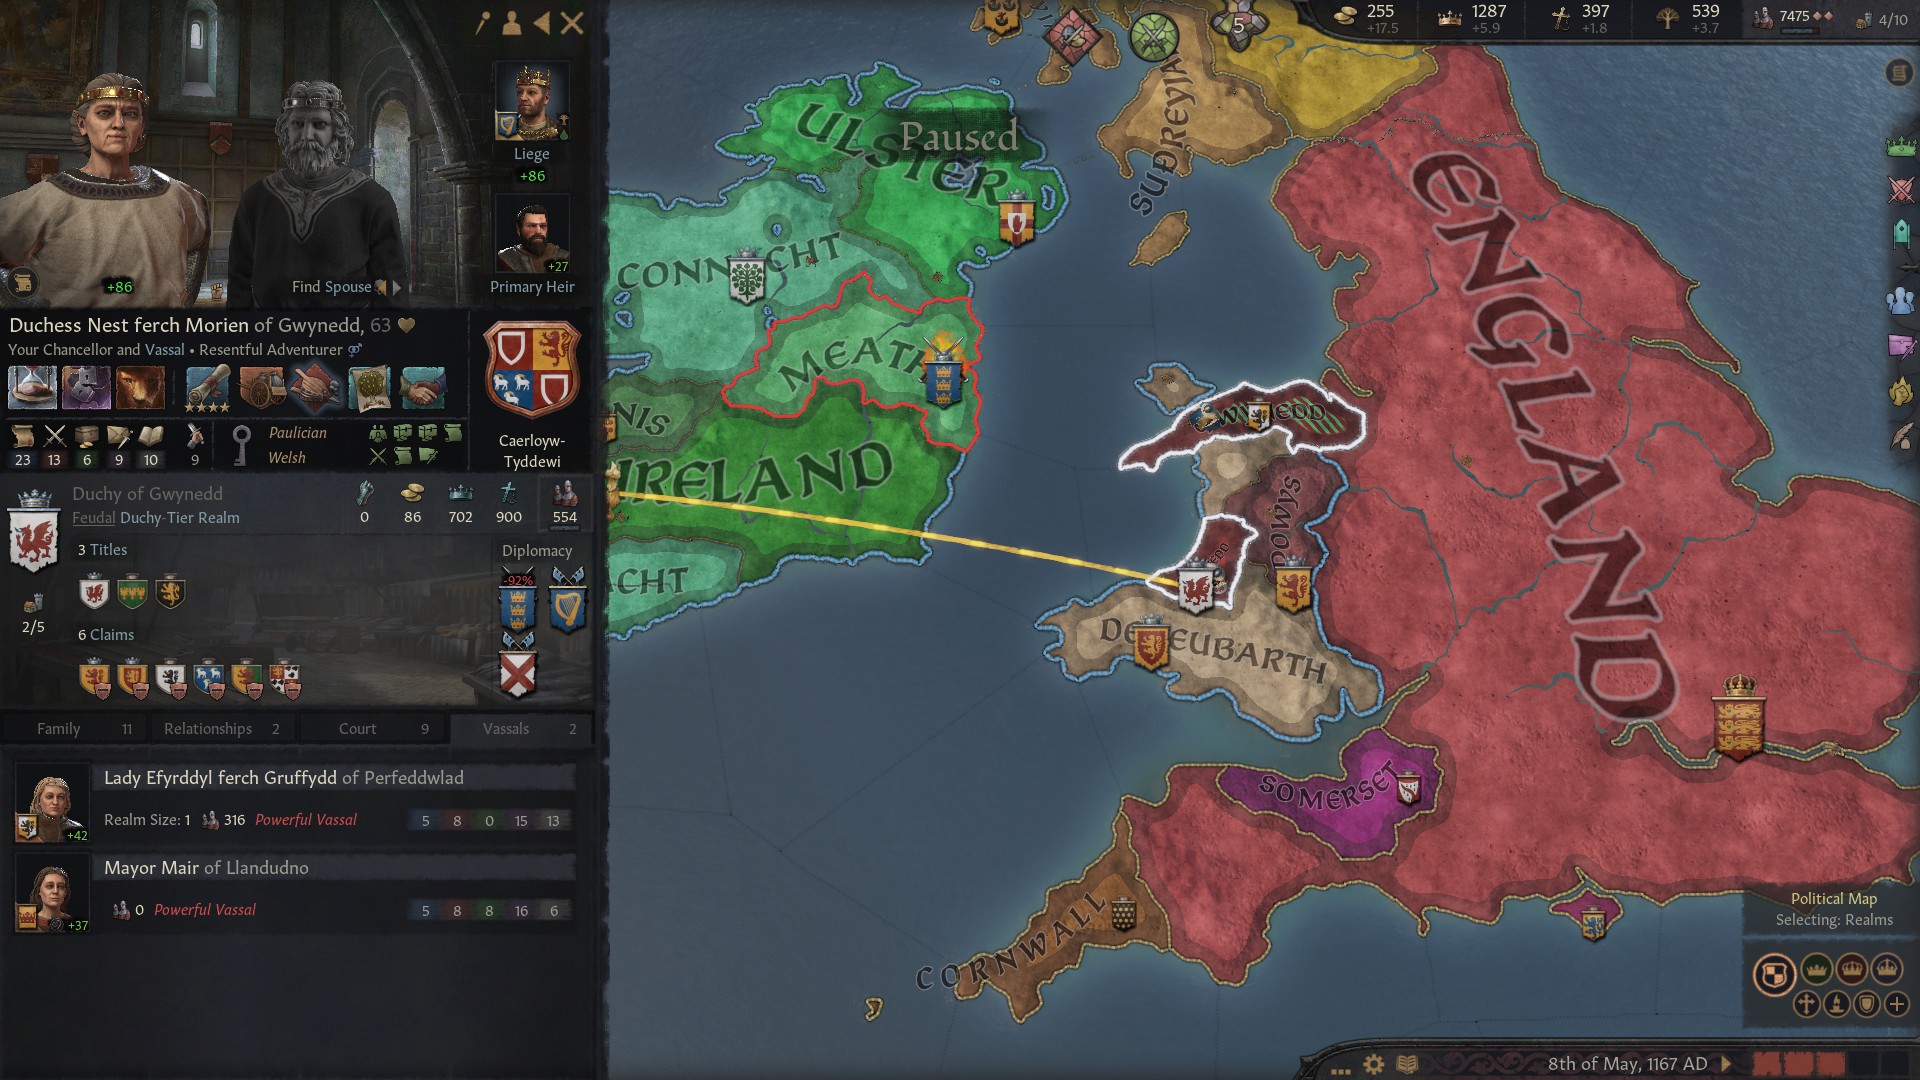 255
+17.5
1287
+5.9
397
+1.8
539
+3.7
7475
4/10
5
Paused
Liege
+86
+27
Primary Heir
+86
Find Spouse
Duchess Nest ferch Morien of Gwynedd, 63
Your Chancellor and Vassal • Resentful Adventurer
23 13 6 9 10 9
Paulician
Welsh
Caerloyw-
Tyddewi
Duchy of Gwynedd
Feudal Duchy-Tier Realm
0 86 702 900 554
3 Titles
Diplomacy
-92%
2/5
6 Claims
Family 11
Relationships 2
Court 9
Vassals 2
Lady Efyrddyl ferch Gruffydd of Perfeddwlad
Realm Size: 1 316 Powerful Vassal
5 8 0 15 13
+42
Mayor Mair of Llandudno
0 Powerful Vassal
5 8 8 16 6
+37
ULSTER
SUÐREYJA
CONNACHT
MEATH
IRELAND
ENGLAND
POWYS
DEHEUBARTH
SOMERSET
CORNWALL
Political Map
Selecting: Realms
8th of May, 1167 AD